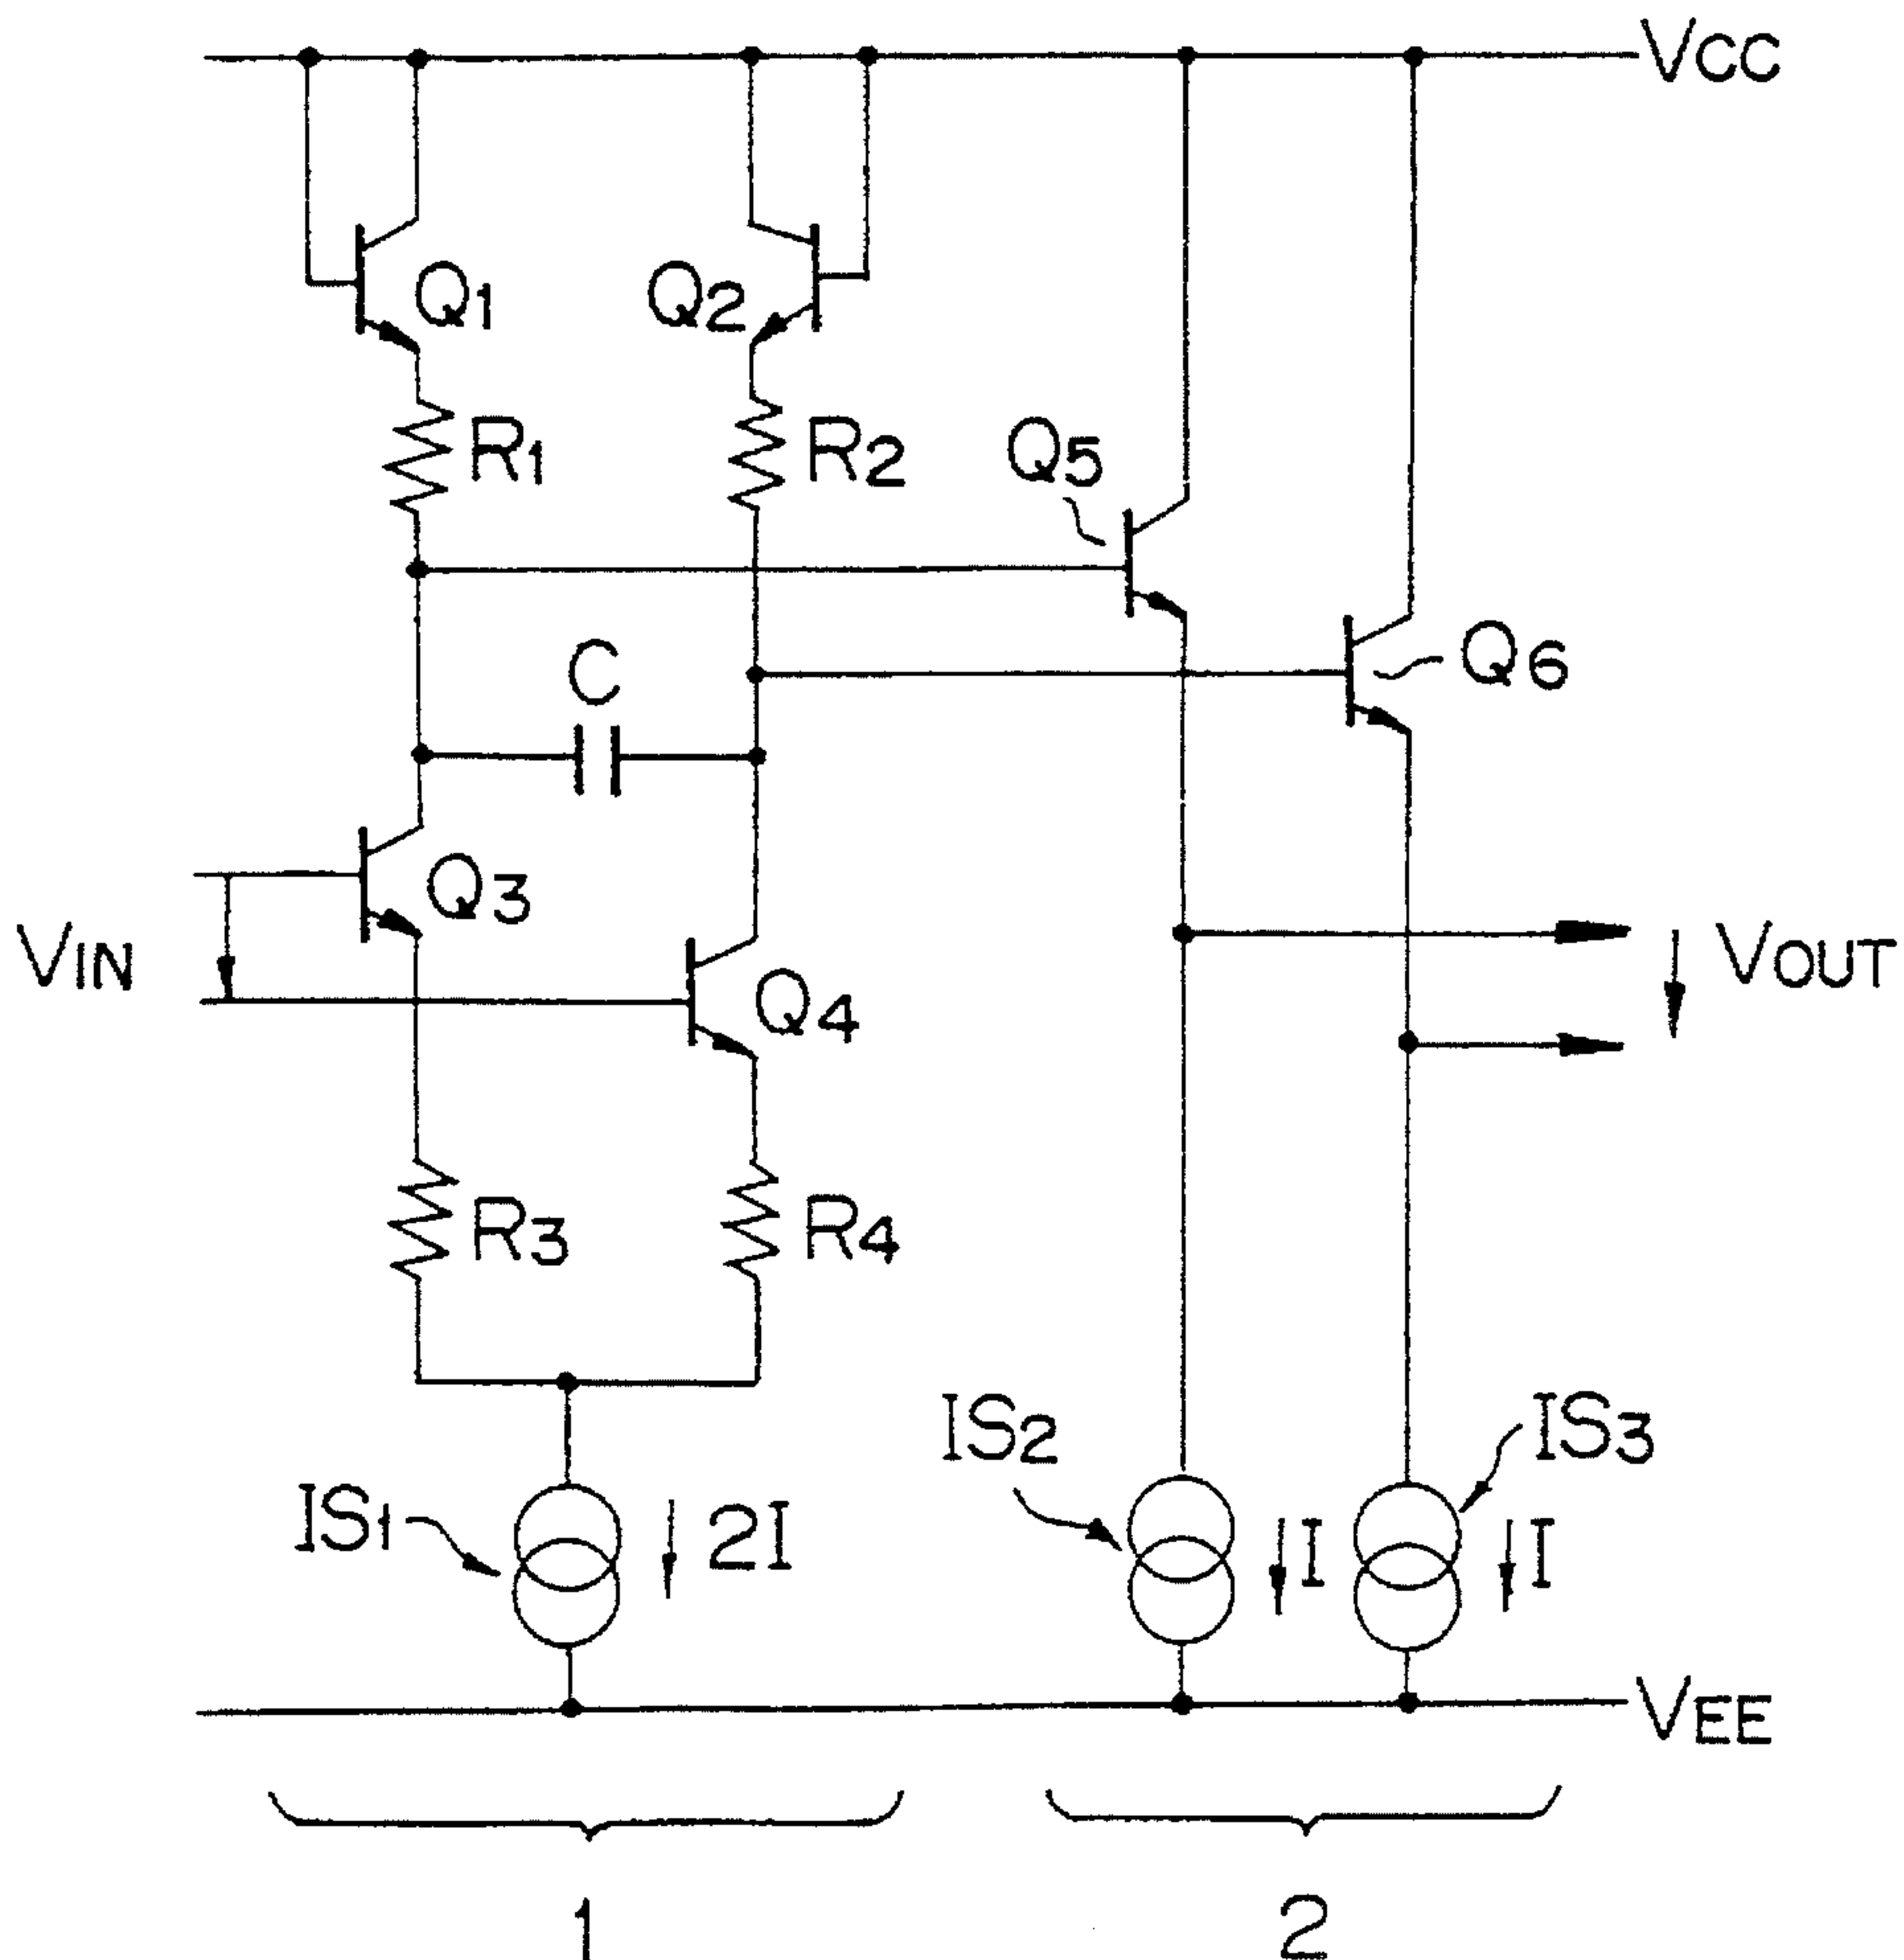 VCC
Q1
Q2
R1
R2
Q5
C
Q6
Q3
VIN
VOUT
Q4
R3
R4
IS2
IS3
IS1
2I
I
I
VEE
1
2